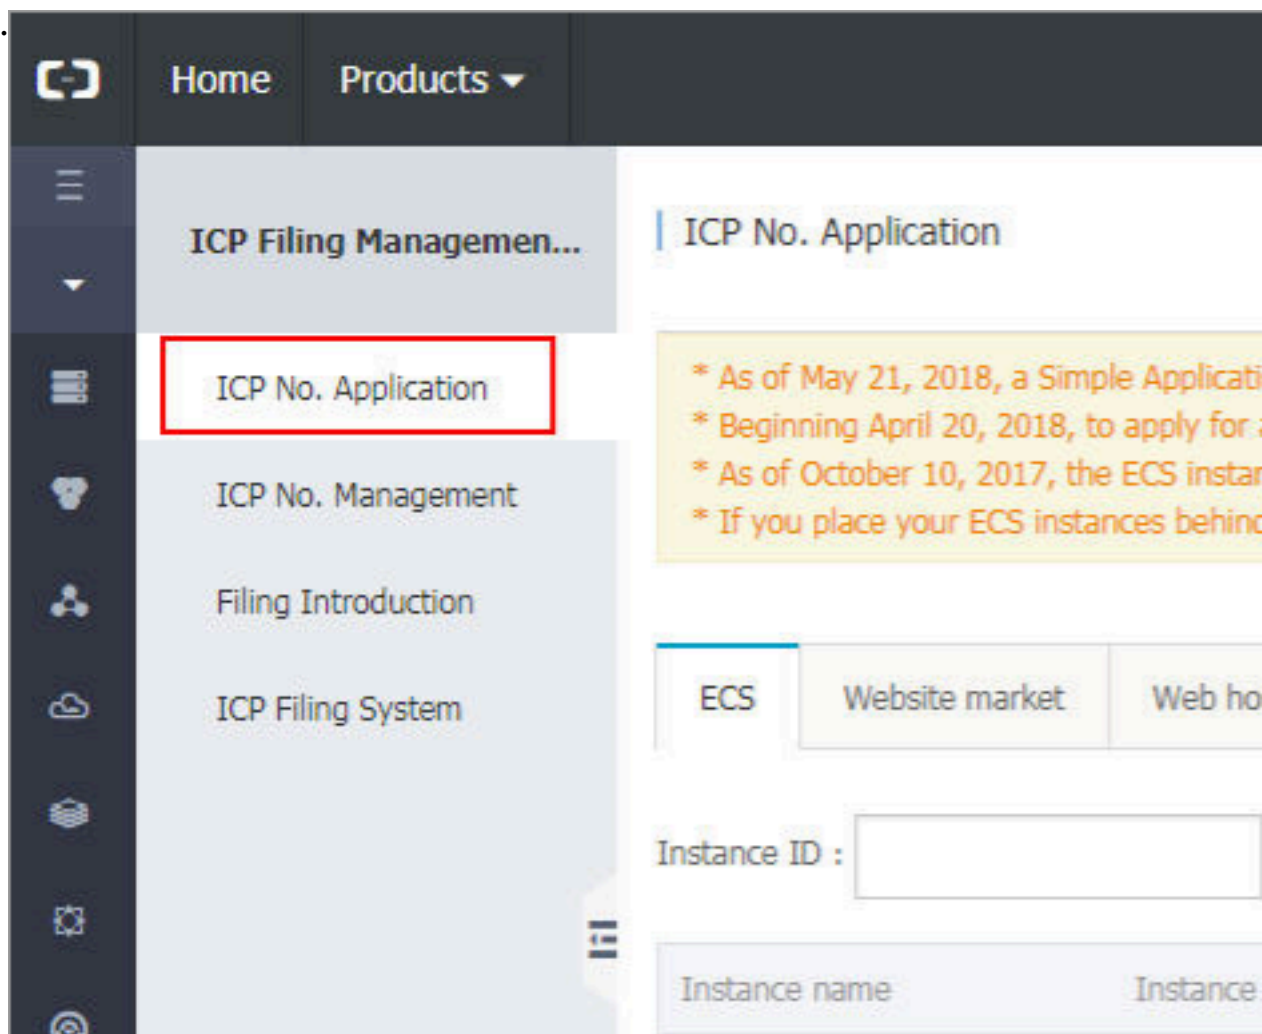 Home Products
ICP Filing Managemen...
ICP No. Application
ICP No. Management
Filing Introduction
ICP Filing System
ICP No. Application
* As of May 21, 2018, a Simple Applicati
* Beginning April 20, 2018, to apply for a
* As of October 10, 2017, the ECS instan
* If you place your ECS instances behind
ECS Website market Web ho
Instance ID :
Instance name Instance